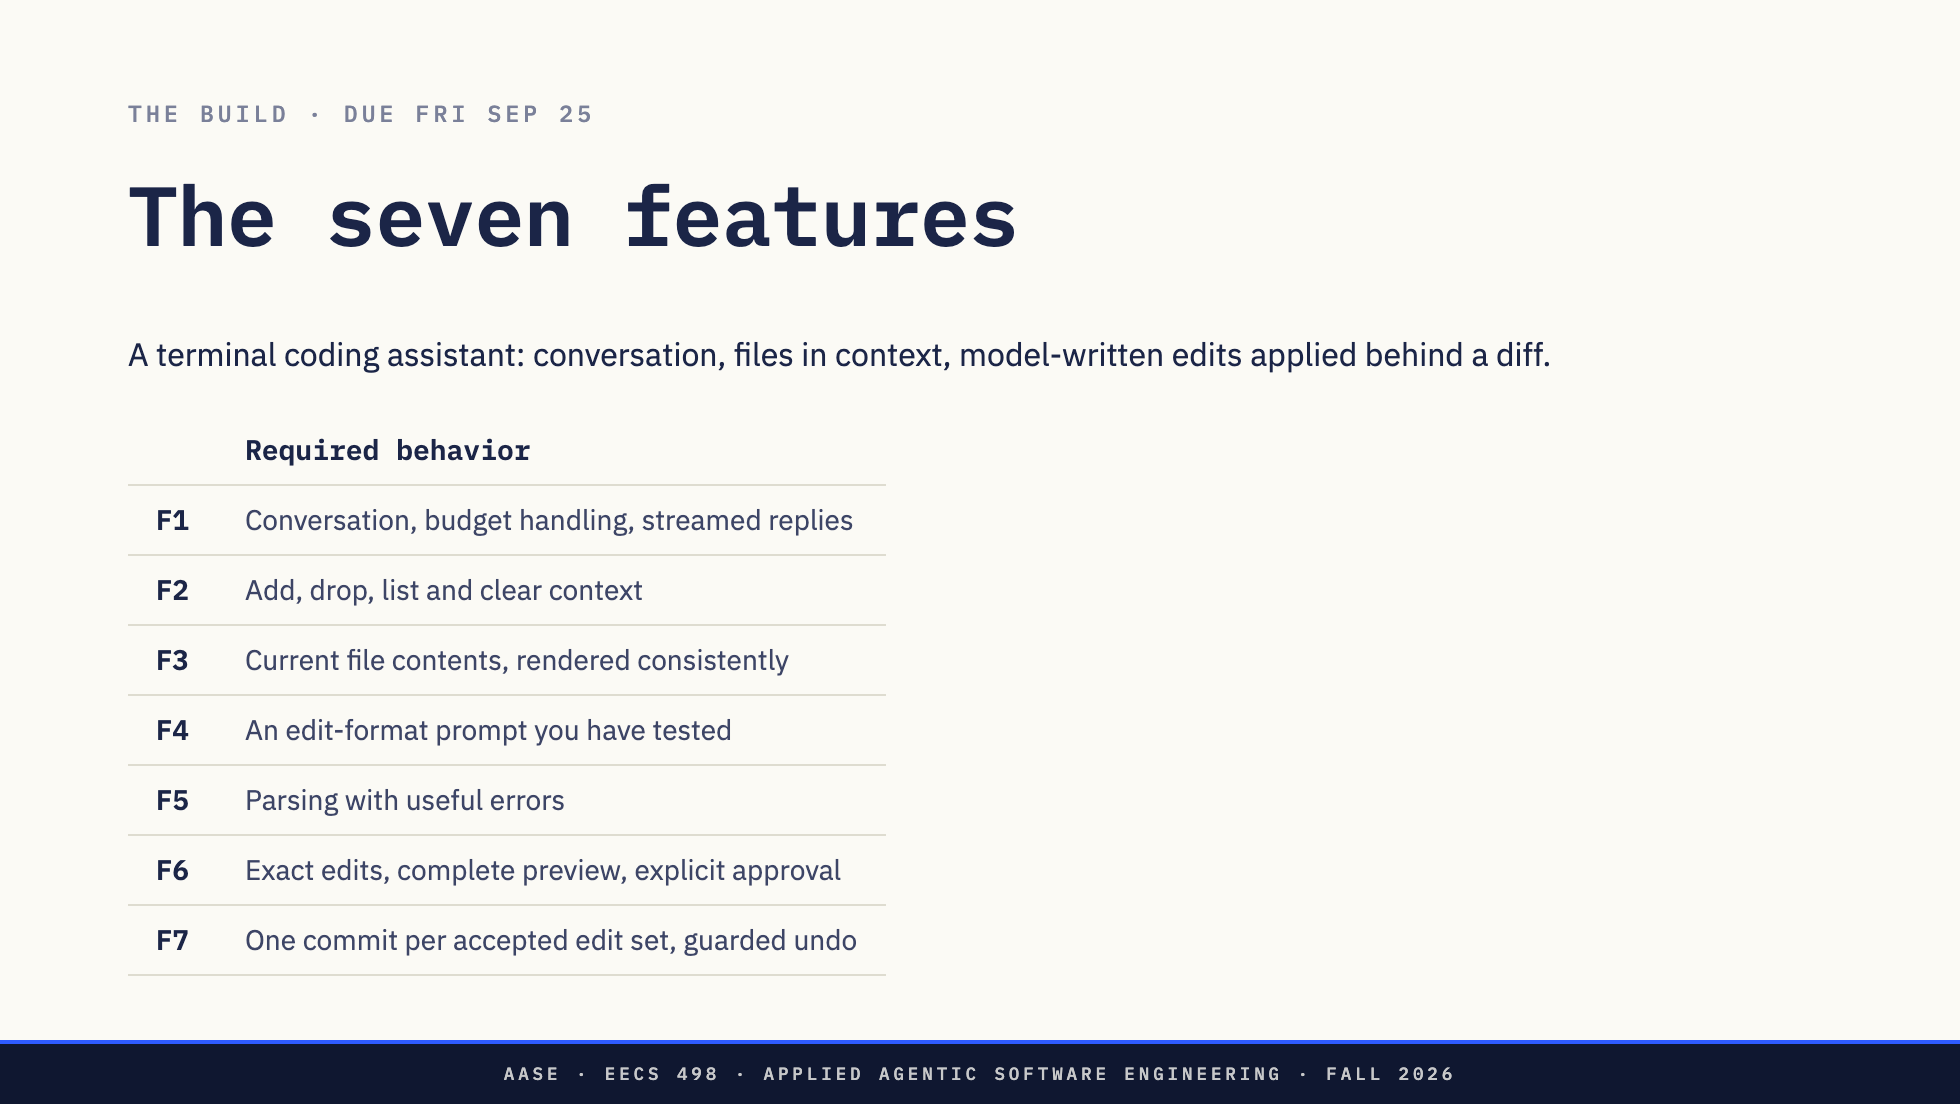 THE BUILD · DUE FRI SEP 25
The seven features
A terminal coding assistant: conversation, files in context, model-written edits applied behind a diff.
Required behavior
F1 Conversation, budget handling, streamed replies
F2 Add, drop, list and clear context
F3 Current file contents, rendered consistently
F4 An edit-format prompt you have tested
F5 Parsing with useful errors
F6 Exact edits, complete preview, explicit approval
F7 One commit per accepted edit set, guarded undo
AASE · EECS 498 · APPLIED AGENTIC SOFTWARE ENGINEERING · FALL 2026